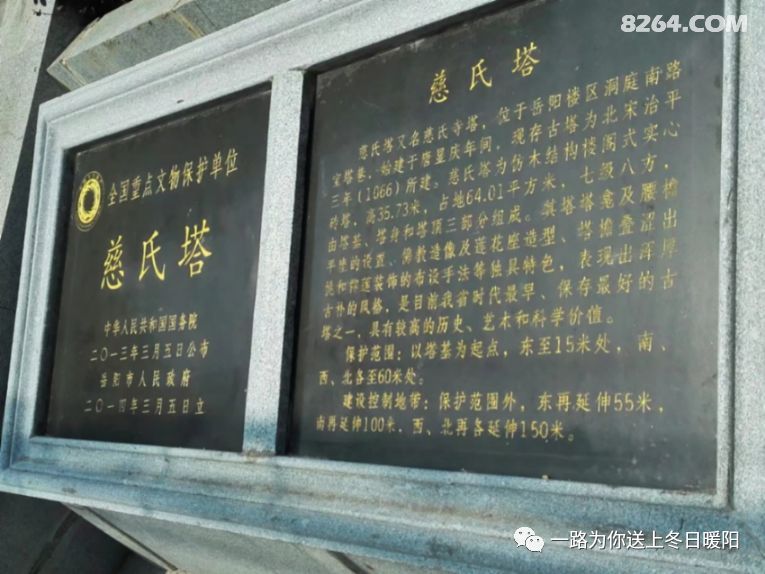 8264.COM
全国重点文物保护单位
慈氏塔
中华人民共和国国务院
二〇一三年三月五日公布
岳阳市人民政府
二〇一四年三月五日立
慈氏塔
慈氏塔又名慈氏寺塔，位于岳阳楼区洞庭南路
宝塔巷，始建于唐显庆年间，现存古塔为北宋治平
三年（1066）所建。慈氏塔为仿木结构楼阁式实心
砖塔，高35.73米，占地64.01平方米，七级八方，
由塔基、塔身和塔顶三部分组成。其塔塔龛及腰檐
平座的设置、佛教造像及莲花座造型、塔檐叠涩出
挑和装饰的布设手法等独具特色，表现出浑厚
古朴的风格，是目前我省时代最早、保存最好的古
塔之一，具有较高的历史、艺术和科学价值。
保护范围：以塔基为起点，东至15米处，南、
西、北各至60米处。
建设控制地带：保护范围外，东再延伸55米，
南再延伸100米，西、北再各延伸150米。
一路为你送上冬日暖阳